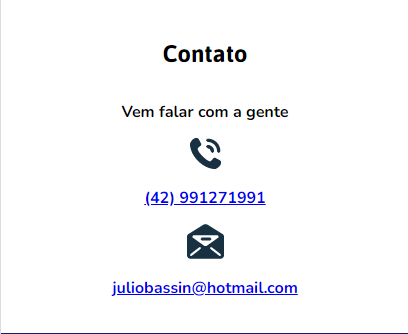 Contato
Vem falar com a gente
(42) 991271991
juliobassin@hotmail.com